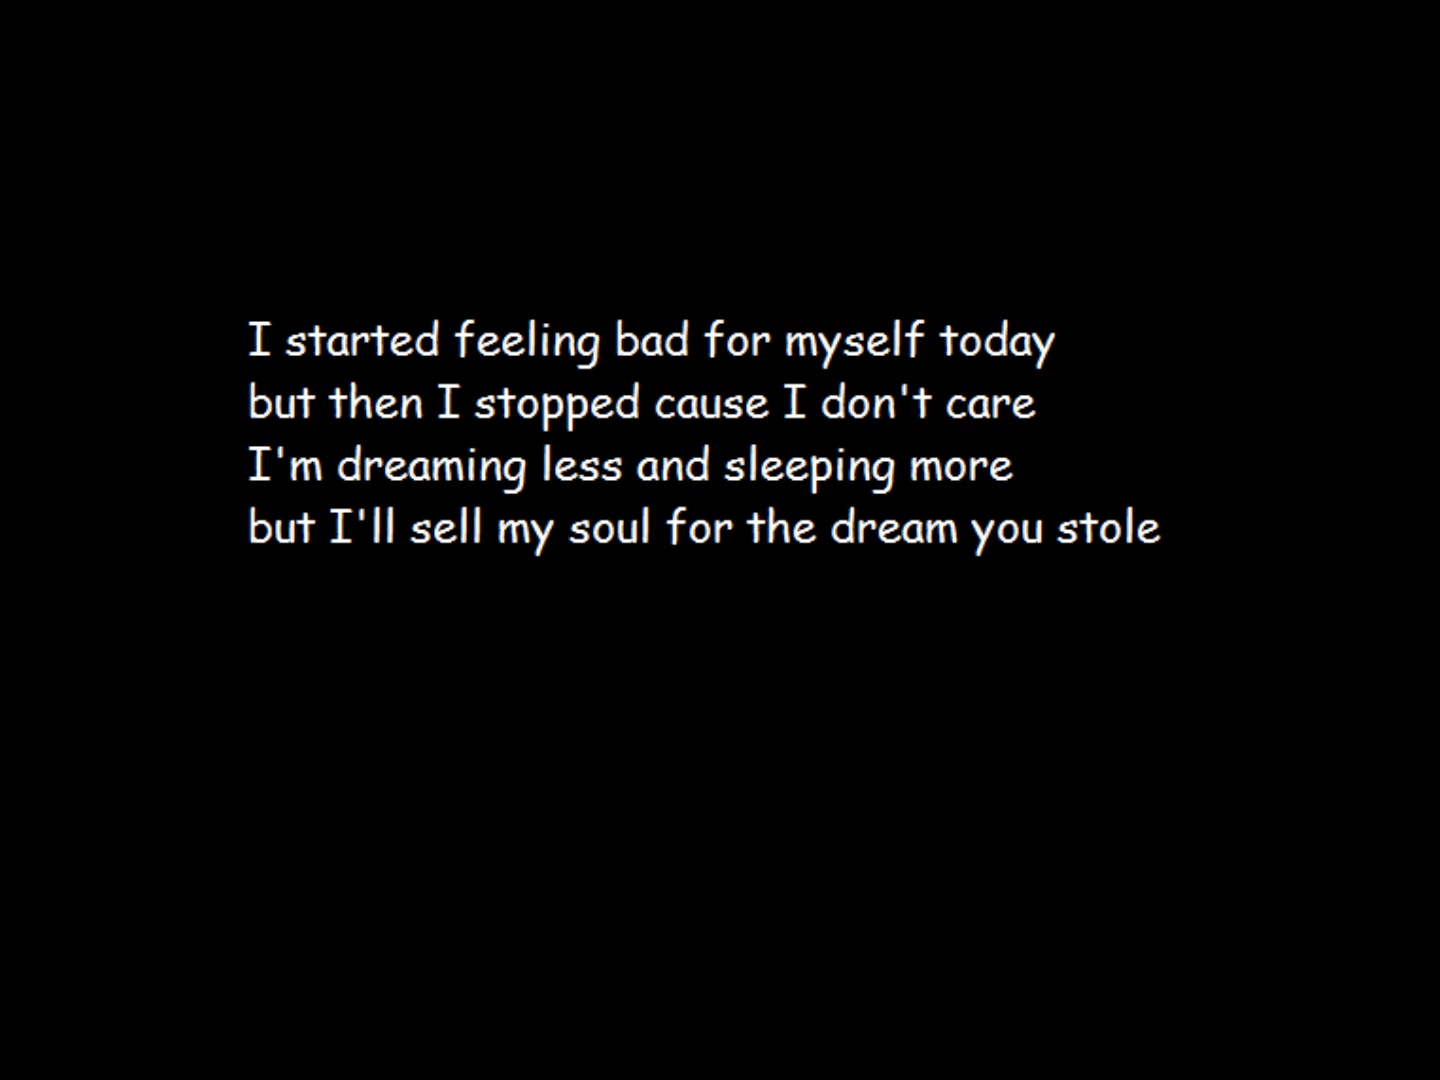 I started feeling bad for myself today
but then I stopped cause I don't care
I'm dreaming less and sleeping more
but I'll sell my soul for the dream you stole